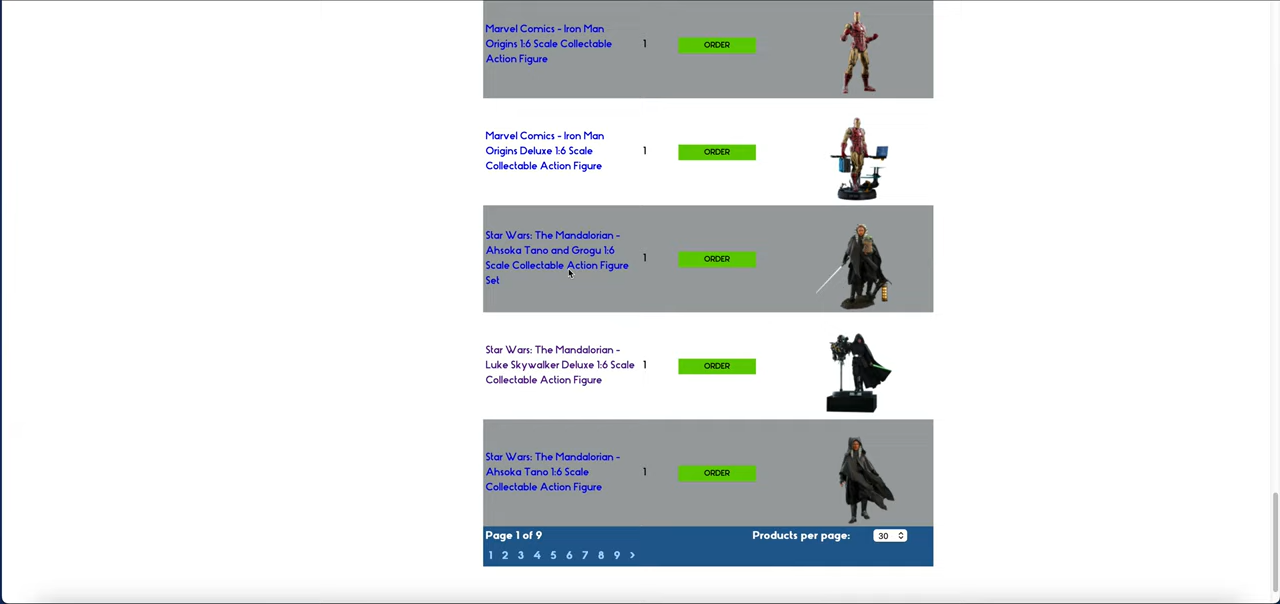 Marvel Comics - Iron Man
Origins 1:6 Scale Collectable
Action Figure
1
ORDER
Marvel Comics - Iron Man
Origins Deluxe 1:6 Scale
Collectable Action Figure
1
ORDER
Star Wars: The Mandalorian -
Ahsoka Tano and Grogu 1:6
Scale Collectable Action Figure
Set
1
ORDER
Star Wars: The Mandalorian -
Luke Skywalker Deluxe 1:6 Scale
Collectable Action Figure
1
ORDER
Star Wars: The Mandalorian -
Ahsoka Tano 1:6 Scale
Collectable Action Figure
1
ORDER
Page 1 of 9
Products per page: 30
1 2 3 4 5 6 7 8 9 >